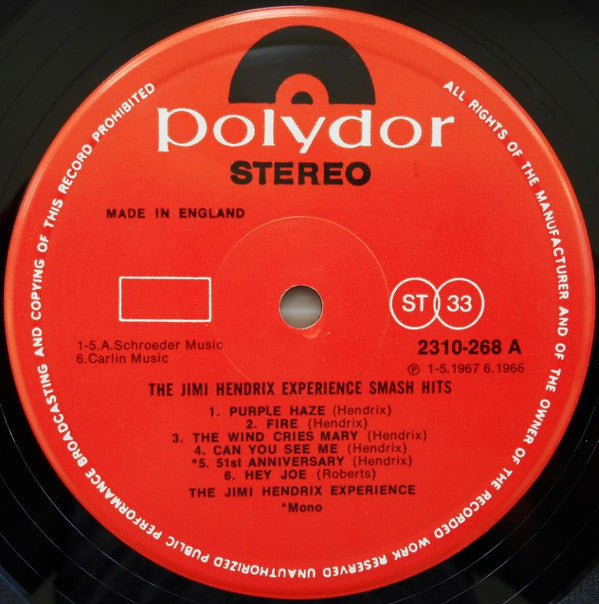 polydor
STEREO
MADE IN ENGLAND
ST 33
1-5.A.Schroeder Music
6.Carlin Music
2310-268 A
℗ 1-5.1967 6.1966
THE JIMI HENDRIX EXPERIENCE SMASH HITS
1. PURPLE HAZE (Hendrix)
2. FIRE (Hendrix)
3. THE WIND CRIES MARY (Hendrix)
4. CAN YOU SEE ME (Hendrix)
*5. 51st ANNIVERSARY (Hendrix)
6. HEY JOE (Roberts)
THE JIMI HENDRIX EXPERIENCE
*Mono
ALL RIGHTS OF THE MANUFACTURER AND OF THE OWNER OF THE RECORDED WORK RESERVED UNAUTHORIZED PUBLIC PERFORMANCE BROADCASTING AND COPYING OF THIS RECORD PROHIBITED